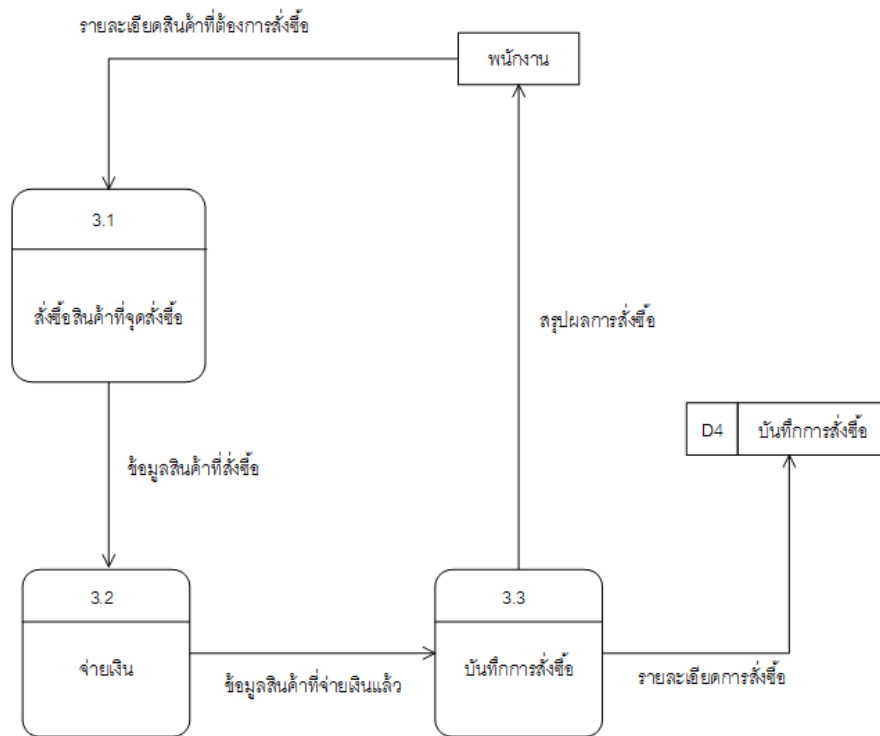 รายละเอียดสินค้าที่ต้องการสั่งซื้อ
พนักงาน
3.1
สั่งซื้อสินค้าที่จุดสั่งซื้อ
สรุปผลการสั่งซื้อ
D4
บันทึกการสั่งซื้อ
ข้อมูลสินค้าที่สั่งซื้อ
3.2
จ่ายเงิน
ข้อมูลสินค้าที่จ่ายเงินแล้ว
3.3
บันทึกการสั่งซื้อ
รายละเอียดการสั่งซื้อ